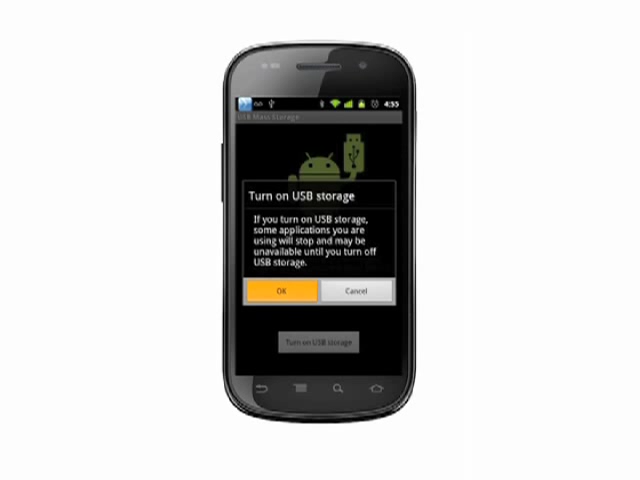 4:35
USB Mass Storage
Turn on USB storage
If you turn on USB storage,
some applications you are
using will stop and may be
unavailable until you turn off
USB storage.
OK
Cancel
Turn on USB storage